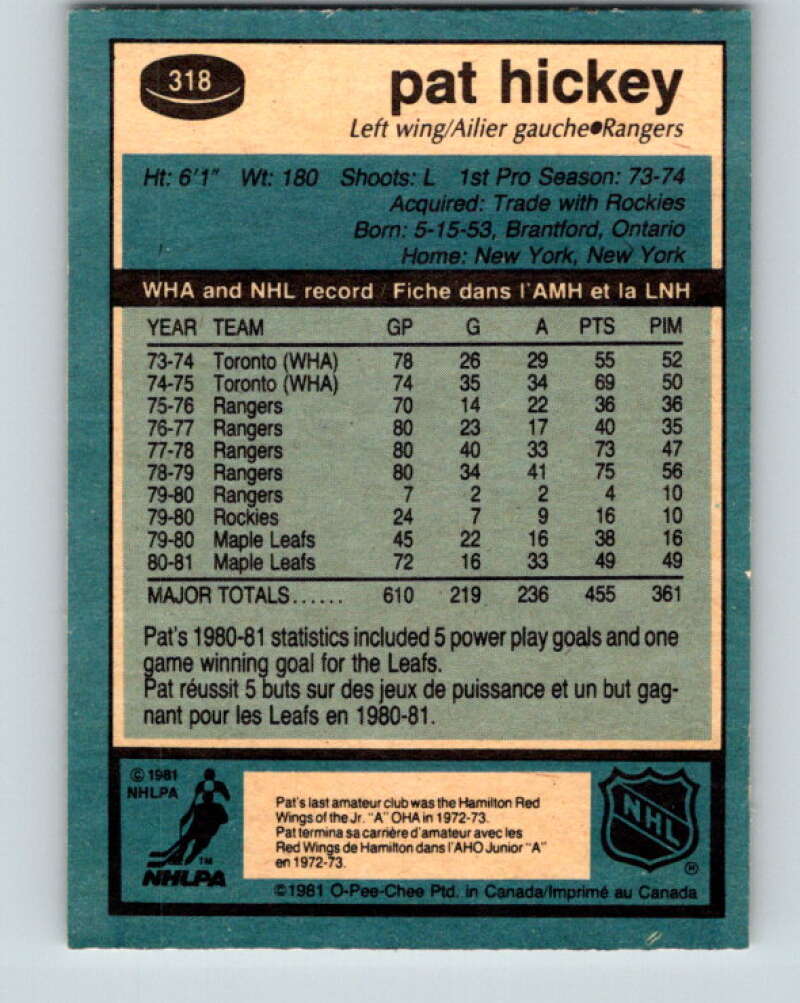 318
pat hickey
Left wing/Ailier gauche●Rangers
Ht: 6'1" Wt: 180 Shoots: L 1st Pro Season: 73-74
Acquired: Trade with Rockies
Born: 5-15-53, Brantford, Ontario
Home: New York, New York
WHA and NHL record / Fiche dans l'AMH et la LNH
YEAR TEAM GP G A PTS PIM
73-74 Toronto (WHA) 78 26 29 55 52
74-75 Toronto (WHA) 74 35 34 69 50
75-76 Rangers 70 14 22 36 36
76-77 Rangers 80 23 17 40 35
77-78 Rangers 80 40 33 73 47
78-79 Rangers 80 34 41 75 56
79-80 Rangers 7 2 2 4 10
79-80 Rockies 24 7 9 16 10
79-80 Maple Leafs 45 22 16 38 16
80-81 Maple Leafs 72 16 33 49 49
MAJOR TOTALS...... 610 219 236 455 361
Pat's 1980-81 statistics included 5 power play goals and one
game winning goal for the Leafs.
Pat réussit 5 buts sur des jeux de puissance et un but gag-
nant pour les Leafs en 1980-81.
© 1981
NHLPA
TM
NHLPA
Pat's last amateur club was the Hamilton Red
Wings of the Jr. "A" OHA in 1972-73.
Pat termina sa carrière d'amateur avec les
Red Wings de Hamilton dans l'AHO Junior "A"
en 1972-73.
NHL
®
©1981 O-Pee-Chee Ptd. in Canada/Imprimé au Canada